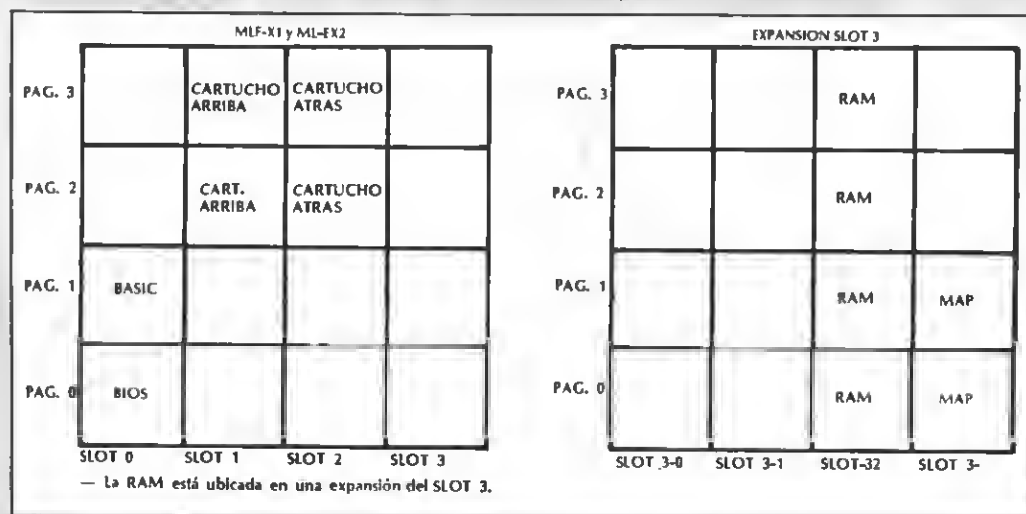 MLF-X1 y ML-EX2
PAG. 3
CARTUCHO ARRIBA
CARTUCHO ATRAS
PAG. 2
CART. ARRIBA
CARTUCHO ATRAS
PAG. 1
BASIC
PAG. 0
BIOS
SLOT 0 SLOT 1 SLOT 2 SLOT 3
— La RAM está ubicada en una expansión del SLOT 3.
EXPANSION SLOT 3
PAG. 3
RAM
PAG. 2
RAM
PAG. 1
RAM MAP
PAG. 0
RAM MAP
SLOT 3-0 SLOT 3-1 SLOT-32 SLOT 3-